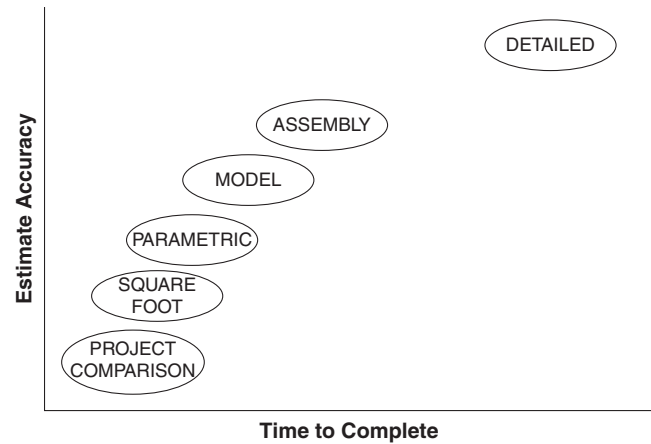 DETAILED
ASSEMBLY
MODEL
PARAMETRIC
SQUARE
FOOT
PROJECT
COMPARISON
Estimate Accuracy
Time to Complete